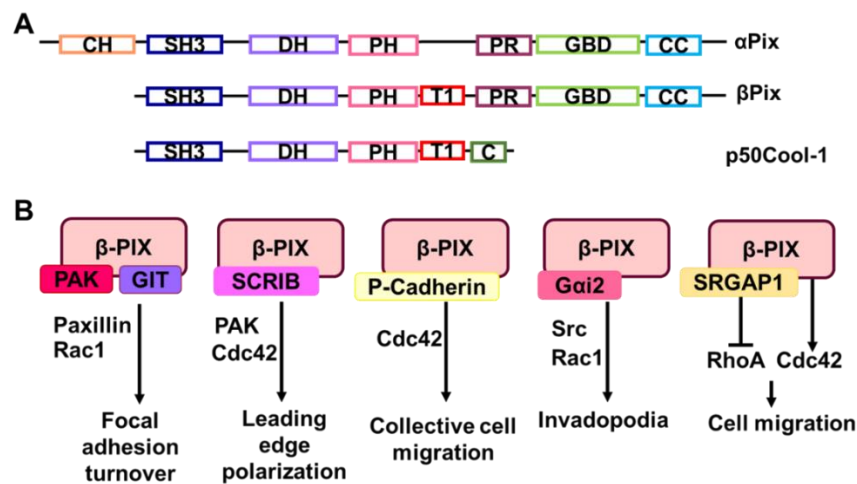 A
CH SH3 DH PH PR GBD CC αPix
SH3 DH PH T1 PR GBD CC βPix
SH3 DH PH T1 C p50Cool-1
B
β-PIX β-PIX β-PIX β-PIX β-PIX
PAK GIT SCRIB P-Cadherin Gαi2 SRGAP1
Paxillin
Rac1
PAK
Cdc42
Cdc42
Src
Rac1
RhoA Cdc42
Focal
adhesion
turnover
Leading
edge
polarization
Collective cell
migration
Invadopodia
Cell migration